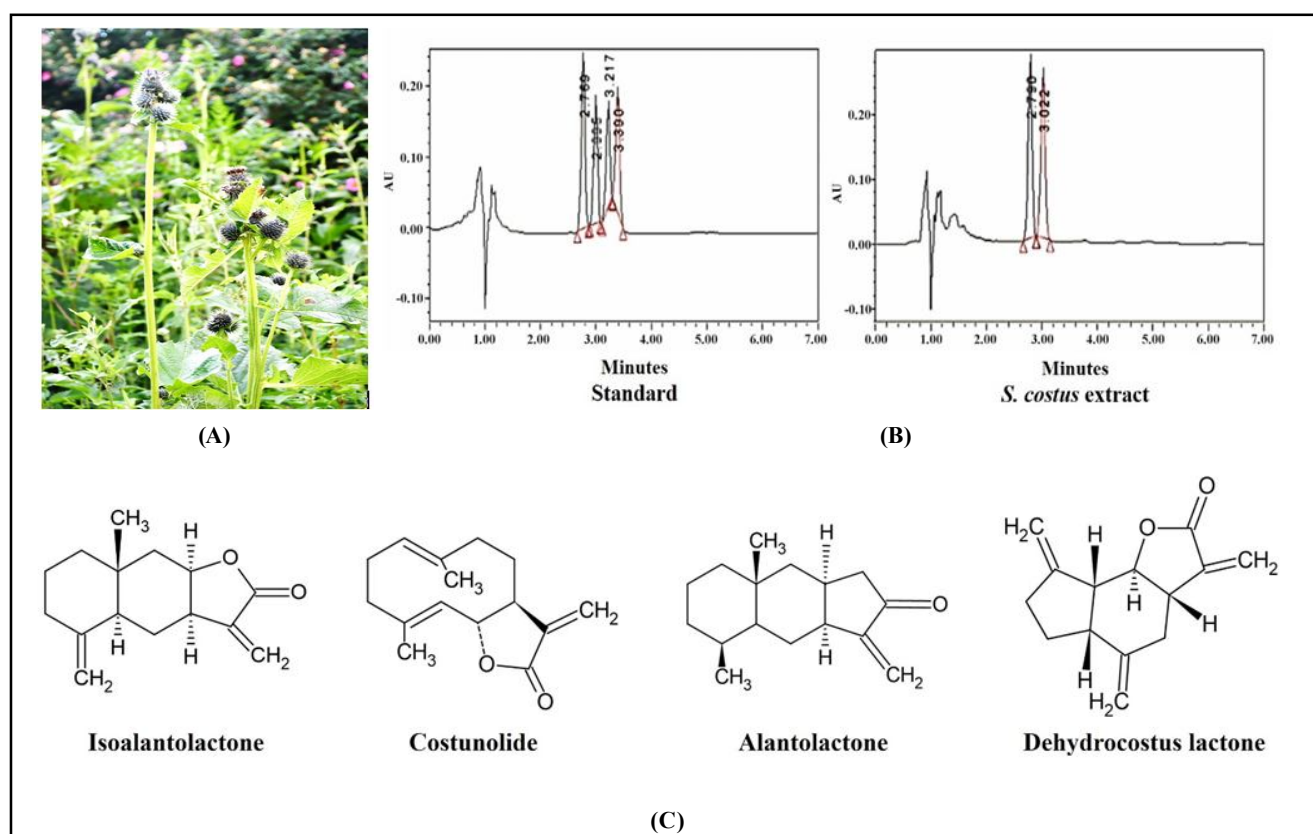 0.20
0.10
0.00
-0.10
AU
2.769
2.995
3.217
3.390
0.00 1.00 2.00 3.00 4.00 5.00 6.00 7.00
Minutes
Standard
0.20
0.10
0.00
-0.10
AU
2.790
3.022
0.00 1.00 2.00 3.00 4.00 5.00 6.00 7.00
Minutes
S. costus extract
(A)
(B)
CH3
H
O
O
H
H
CH2
CH2
Isoalantolactone
CH3
CH3
CH2
O
O
Costunolide
CH3
H
O
H
CH3
CH2
Alantolactone
O
H2C
H
O
CH2
H
H
H
H2C
Dehydrocostus lactone
(C)